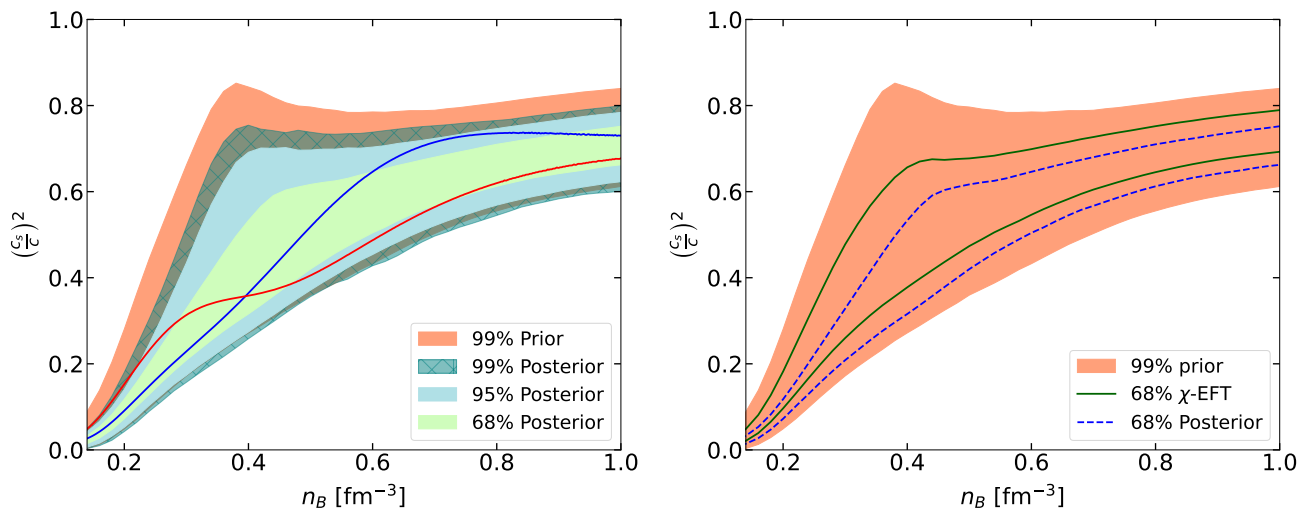 1.0
0.8
0.6
0.4
0.2
0.0
0.2 0.4 0.6 0.8 1.0
(c_s/c)^2
n_B [fm^−3]
99% Prior
99% Posterior
95% Posterior
68% Posterior
1.0
0.8
0.6
0.4
0.2
0.0
0.2 0.4 0.6 0.8 1.0
(c_s/c)^2
n_B [fm^−3]
99% prior
68% χ-EFT
68% Posterior